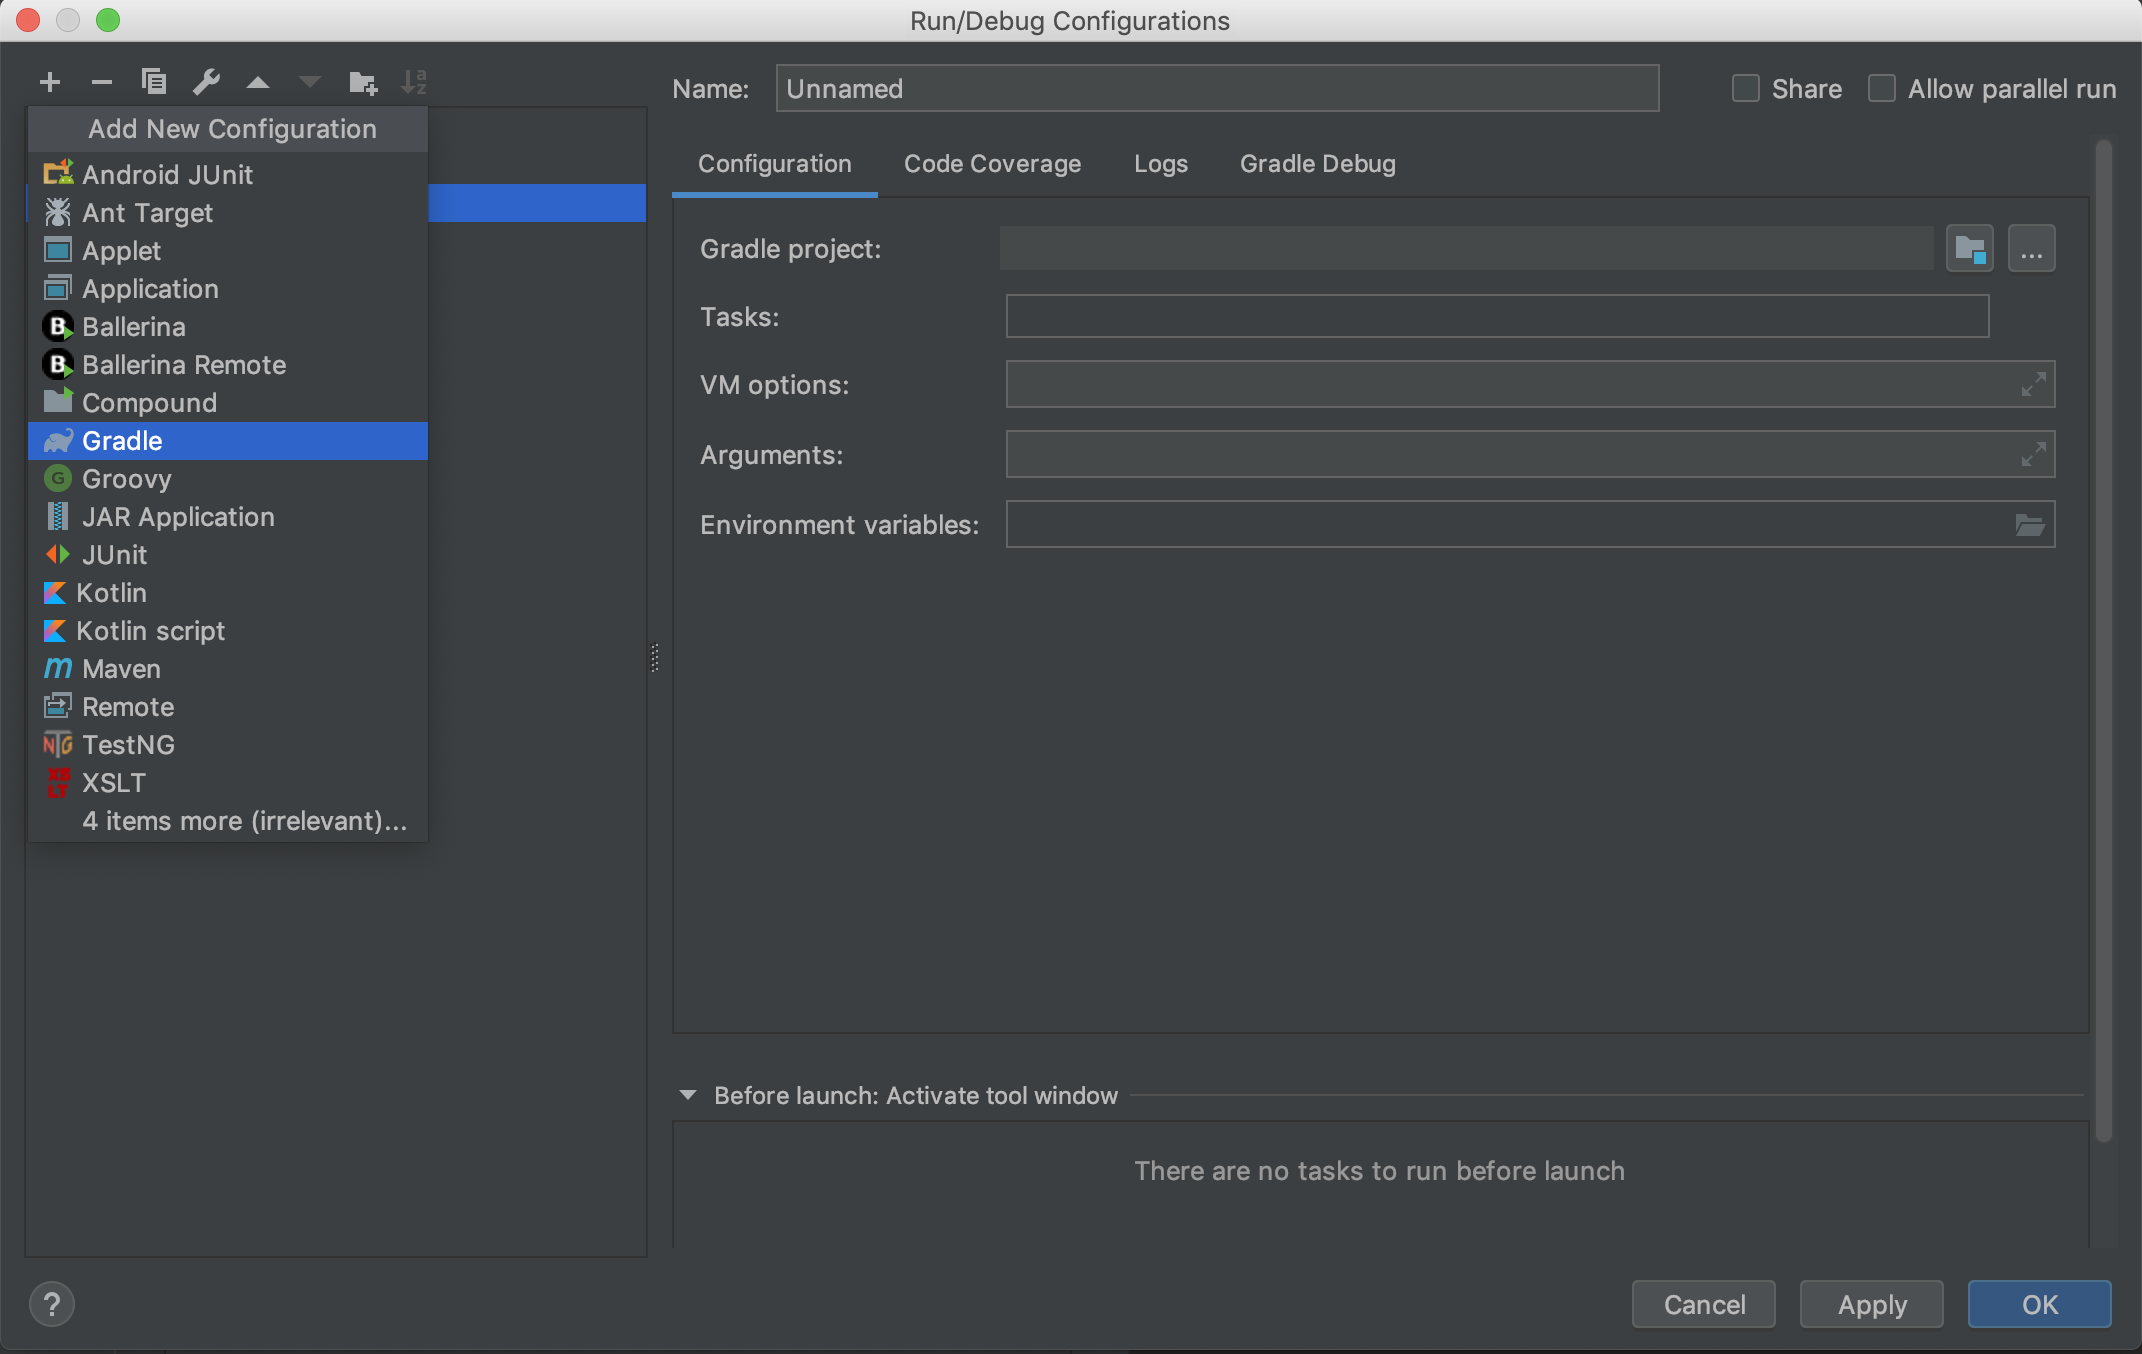 Run/Debug Configurations
Name: Unnamed Share Allow parallel run
Add New Configuration
Android JUnit
Ant Target
Applet
Application
Ballerina
Ballerina Remote
Compound
Gradle
Groovy
JAR Application
JUnit
Kotlin
Kotlin script
Maven
Remote
TestNG
XSLT
4 items more (irrelevant)...
Configuration Code Coverage Logs Gradle Debug
Gradle project: ...
Tasks:
VM options:
Arguments:
Environment variables:
Before launch: Activate tool window
There are no tasks to run before launch
? Cancel Apply OK